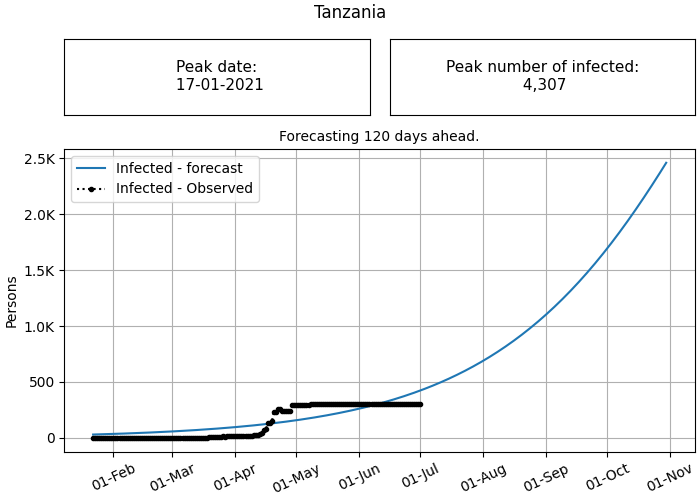 Tanzania
Peak date:
17-01-2021
Peak number of infected:
4,307
Forecasting 120 days ahead.
Infected - forecast
Infected - Observed
2.5K
2.0K
1.5K
1.0K
500
0
Persons
01-Feb
01-Mar
01-Apr
01-May
01-Jun
01-Jul
01-Aug
01-Sep
01-Oct
01-Nov